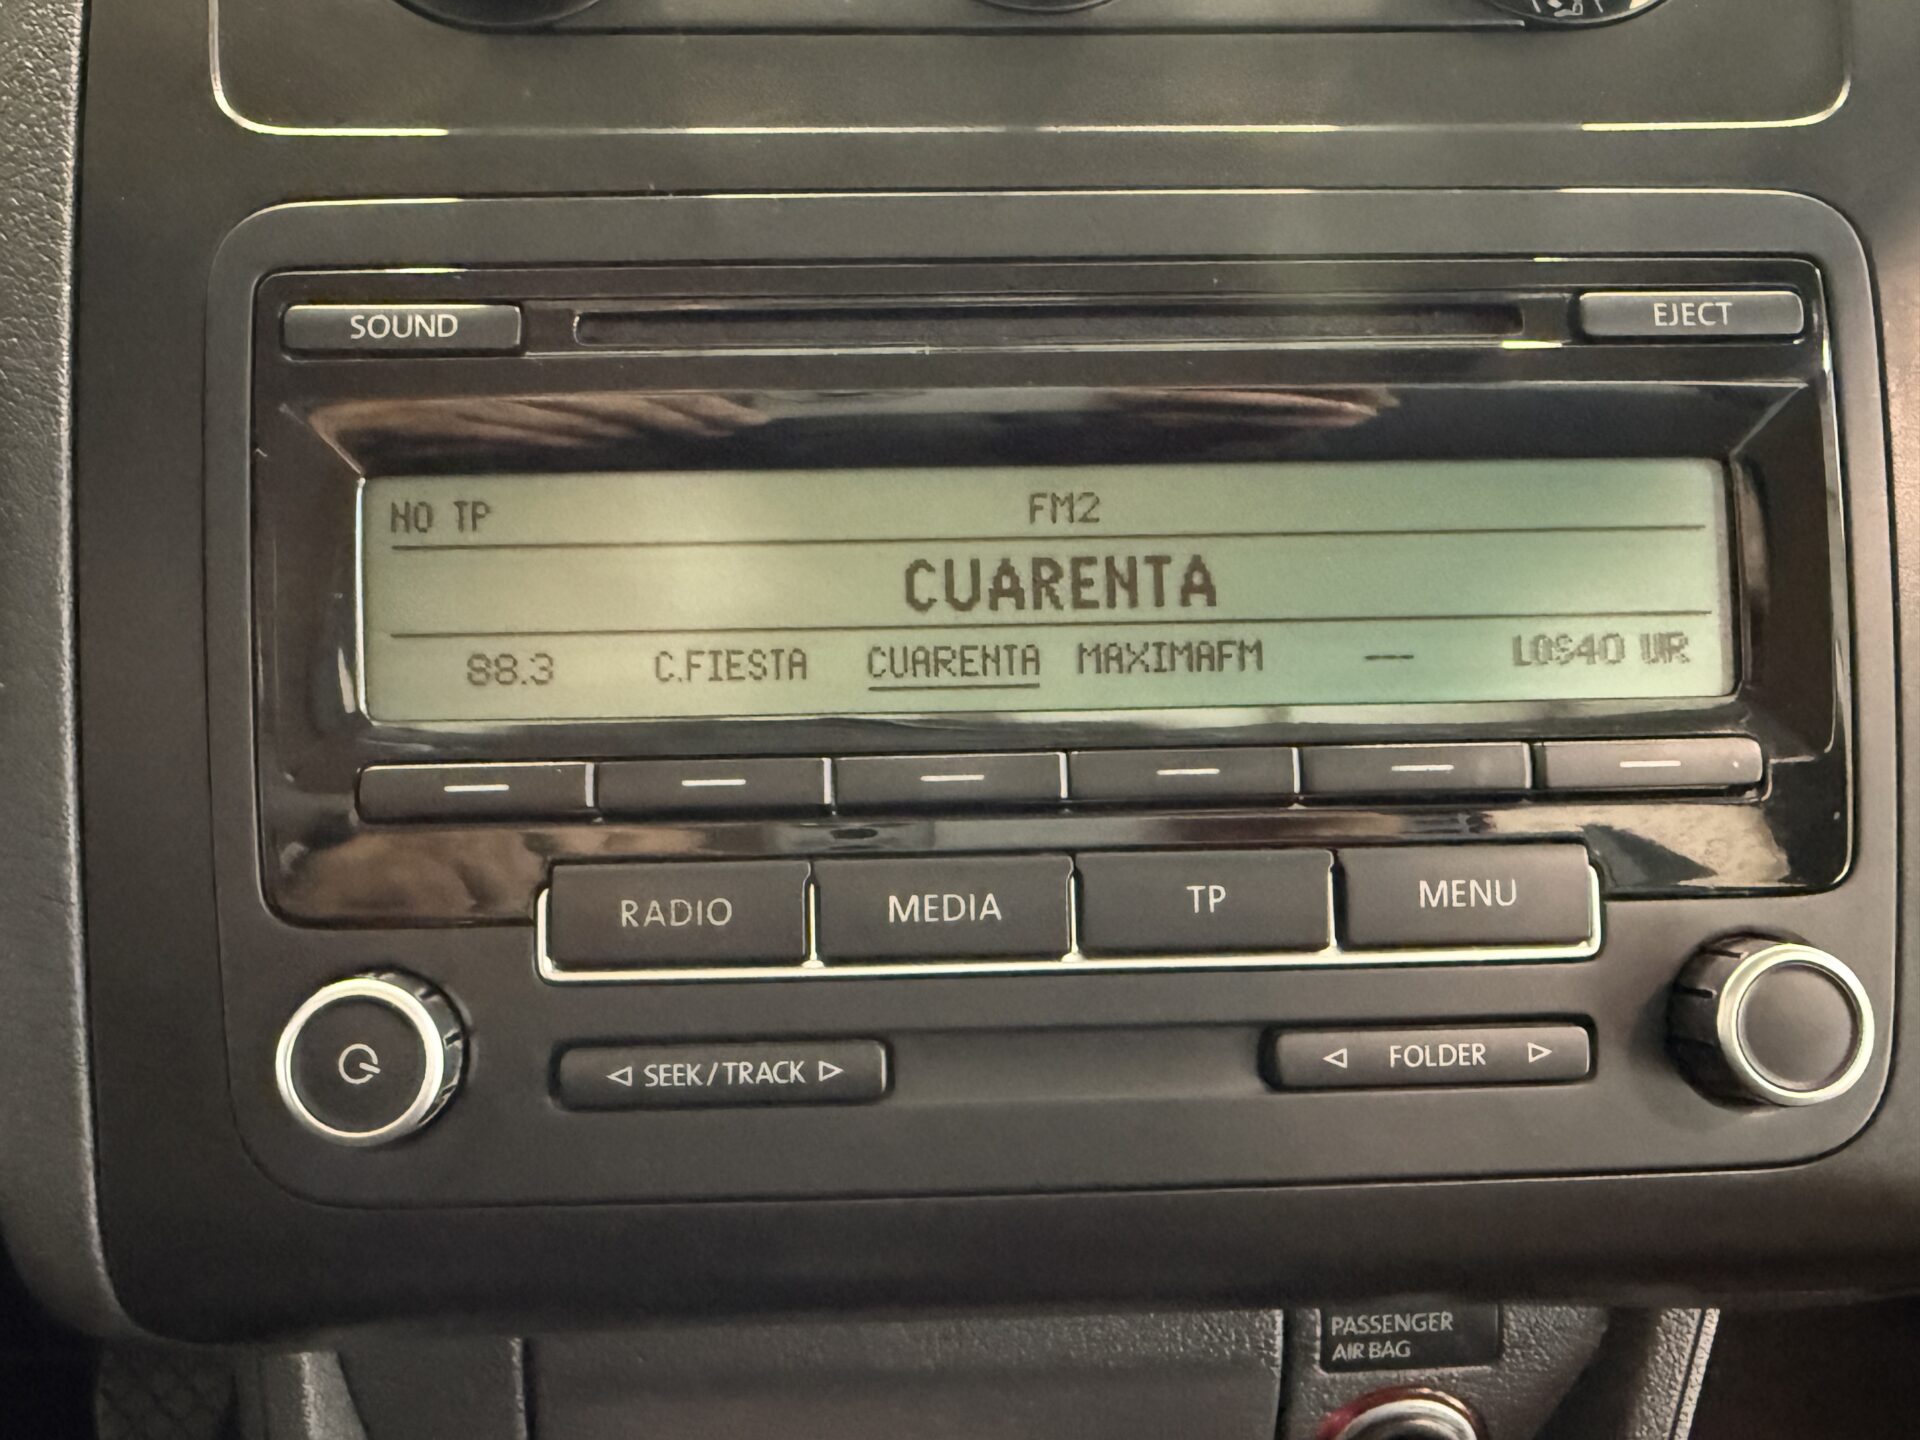 SOUND
EJECT
NO TP FM2
CUARENTA
88.3 C.FIESTA CUARENTA MAXIMAFM --- LOS40 UR
RADIO MEDIA TP MENU
SEEK/TRACK FOLDER
PASSENGER
AIR BAG